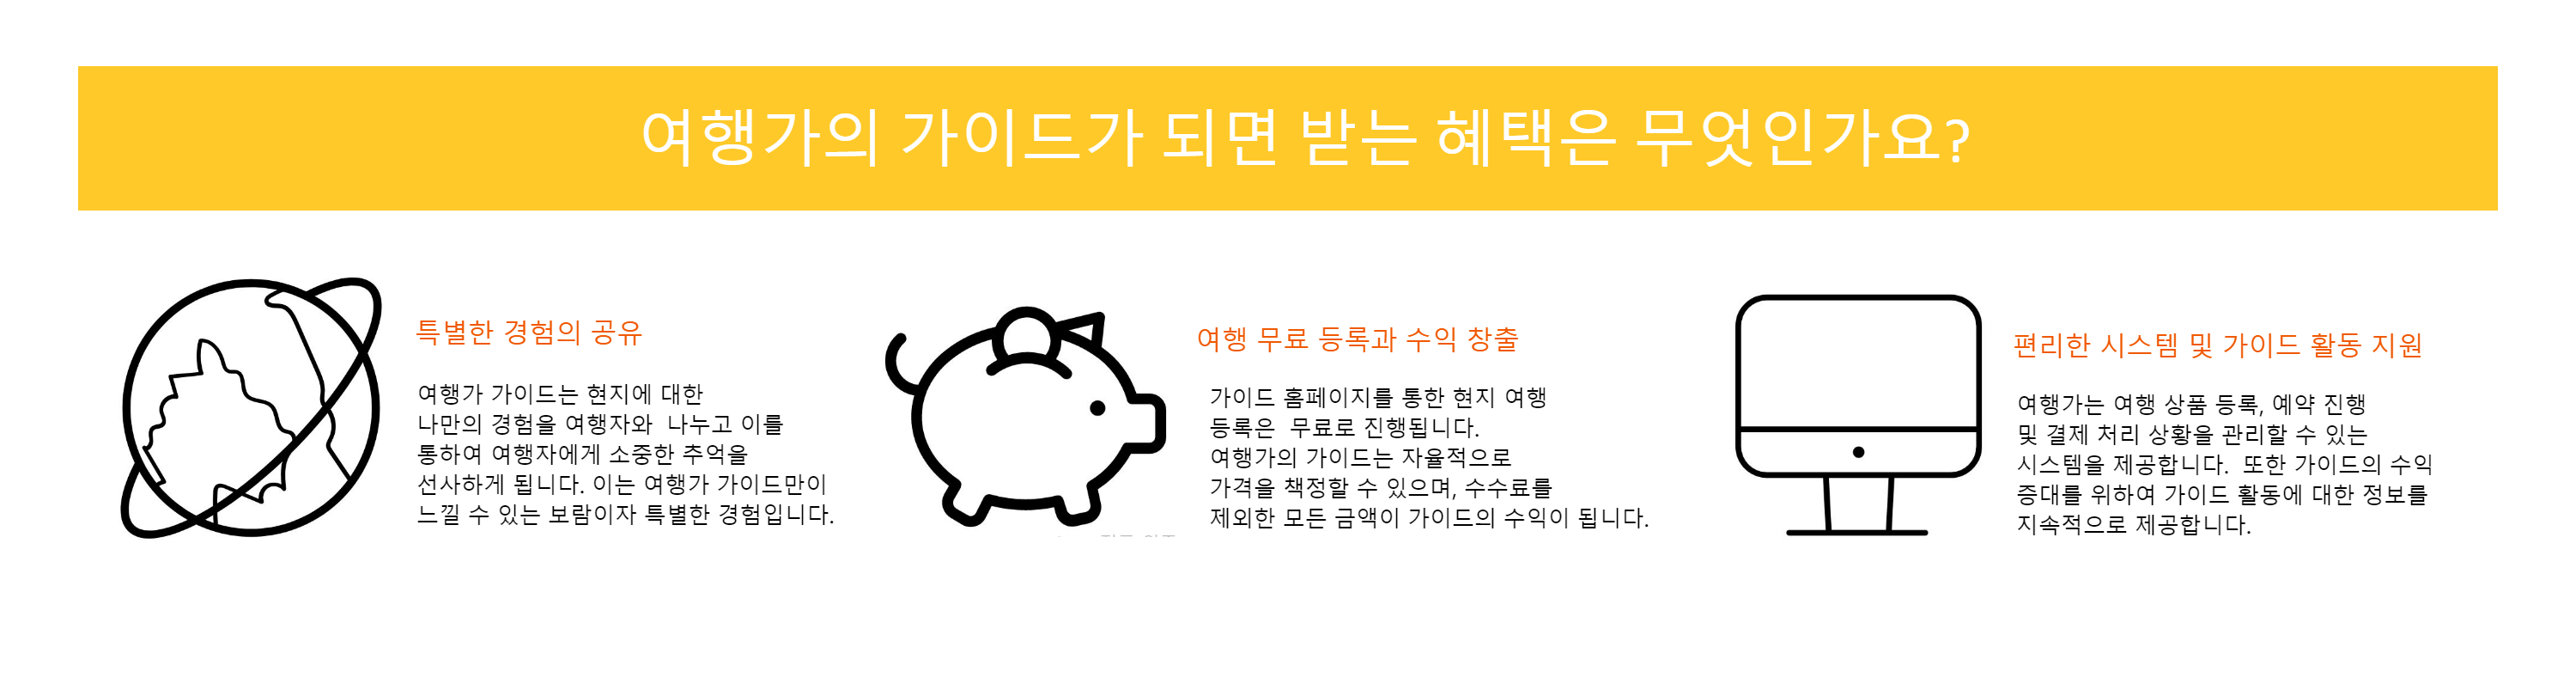 여행가의 가이드가 되면 받는 혜택은 무엇인가요?
특별한 경험의 공유
여행가 가이드는 현지에 대한
나만의 경험을 여행자와 나누고 이를
통하여 여행자에게 소중한 추억을
선사하게 됩니다. 이는 여행가 가이드만이
느낄 수 있는 보람이자 특별한 경험입니다.
여행 무료 등록과 수익 창출
가이드 홈페이지를 통한 현지 여행
등록은 무료로 진행됩니다.
여행가의 가이드는 자율적으로
가격을 책정할 수 있으며, 수수료를
제외한 모든 금액이 가이드의 수익이 됩니다.
편리한 시스템 및 가이드 활동 지원
여행가는 여행 상품 등록, 예약 진행
및 결제 처리 상황을 관리할 수 있는
시스템을 제공합니다. 또한 가이드의 수익
증대를 위하여 가이드 활동에 대한 정보를
지속적으로 제공합니다.